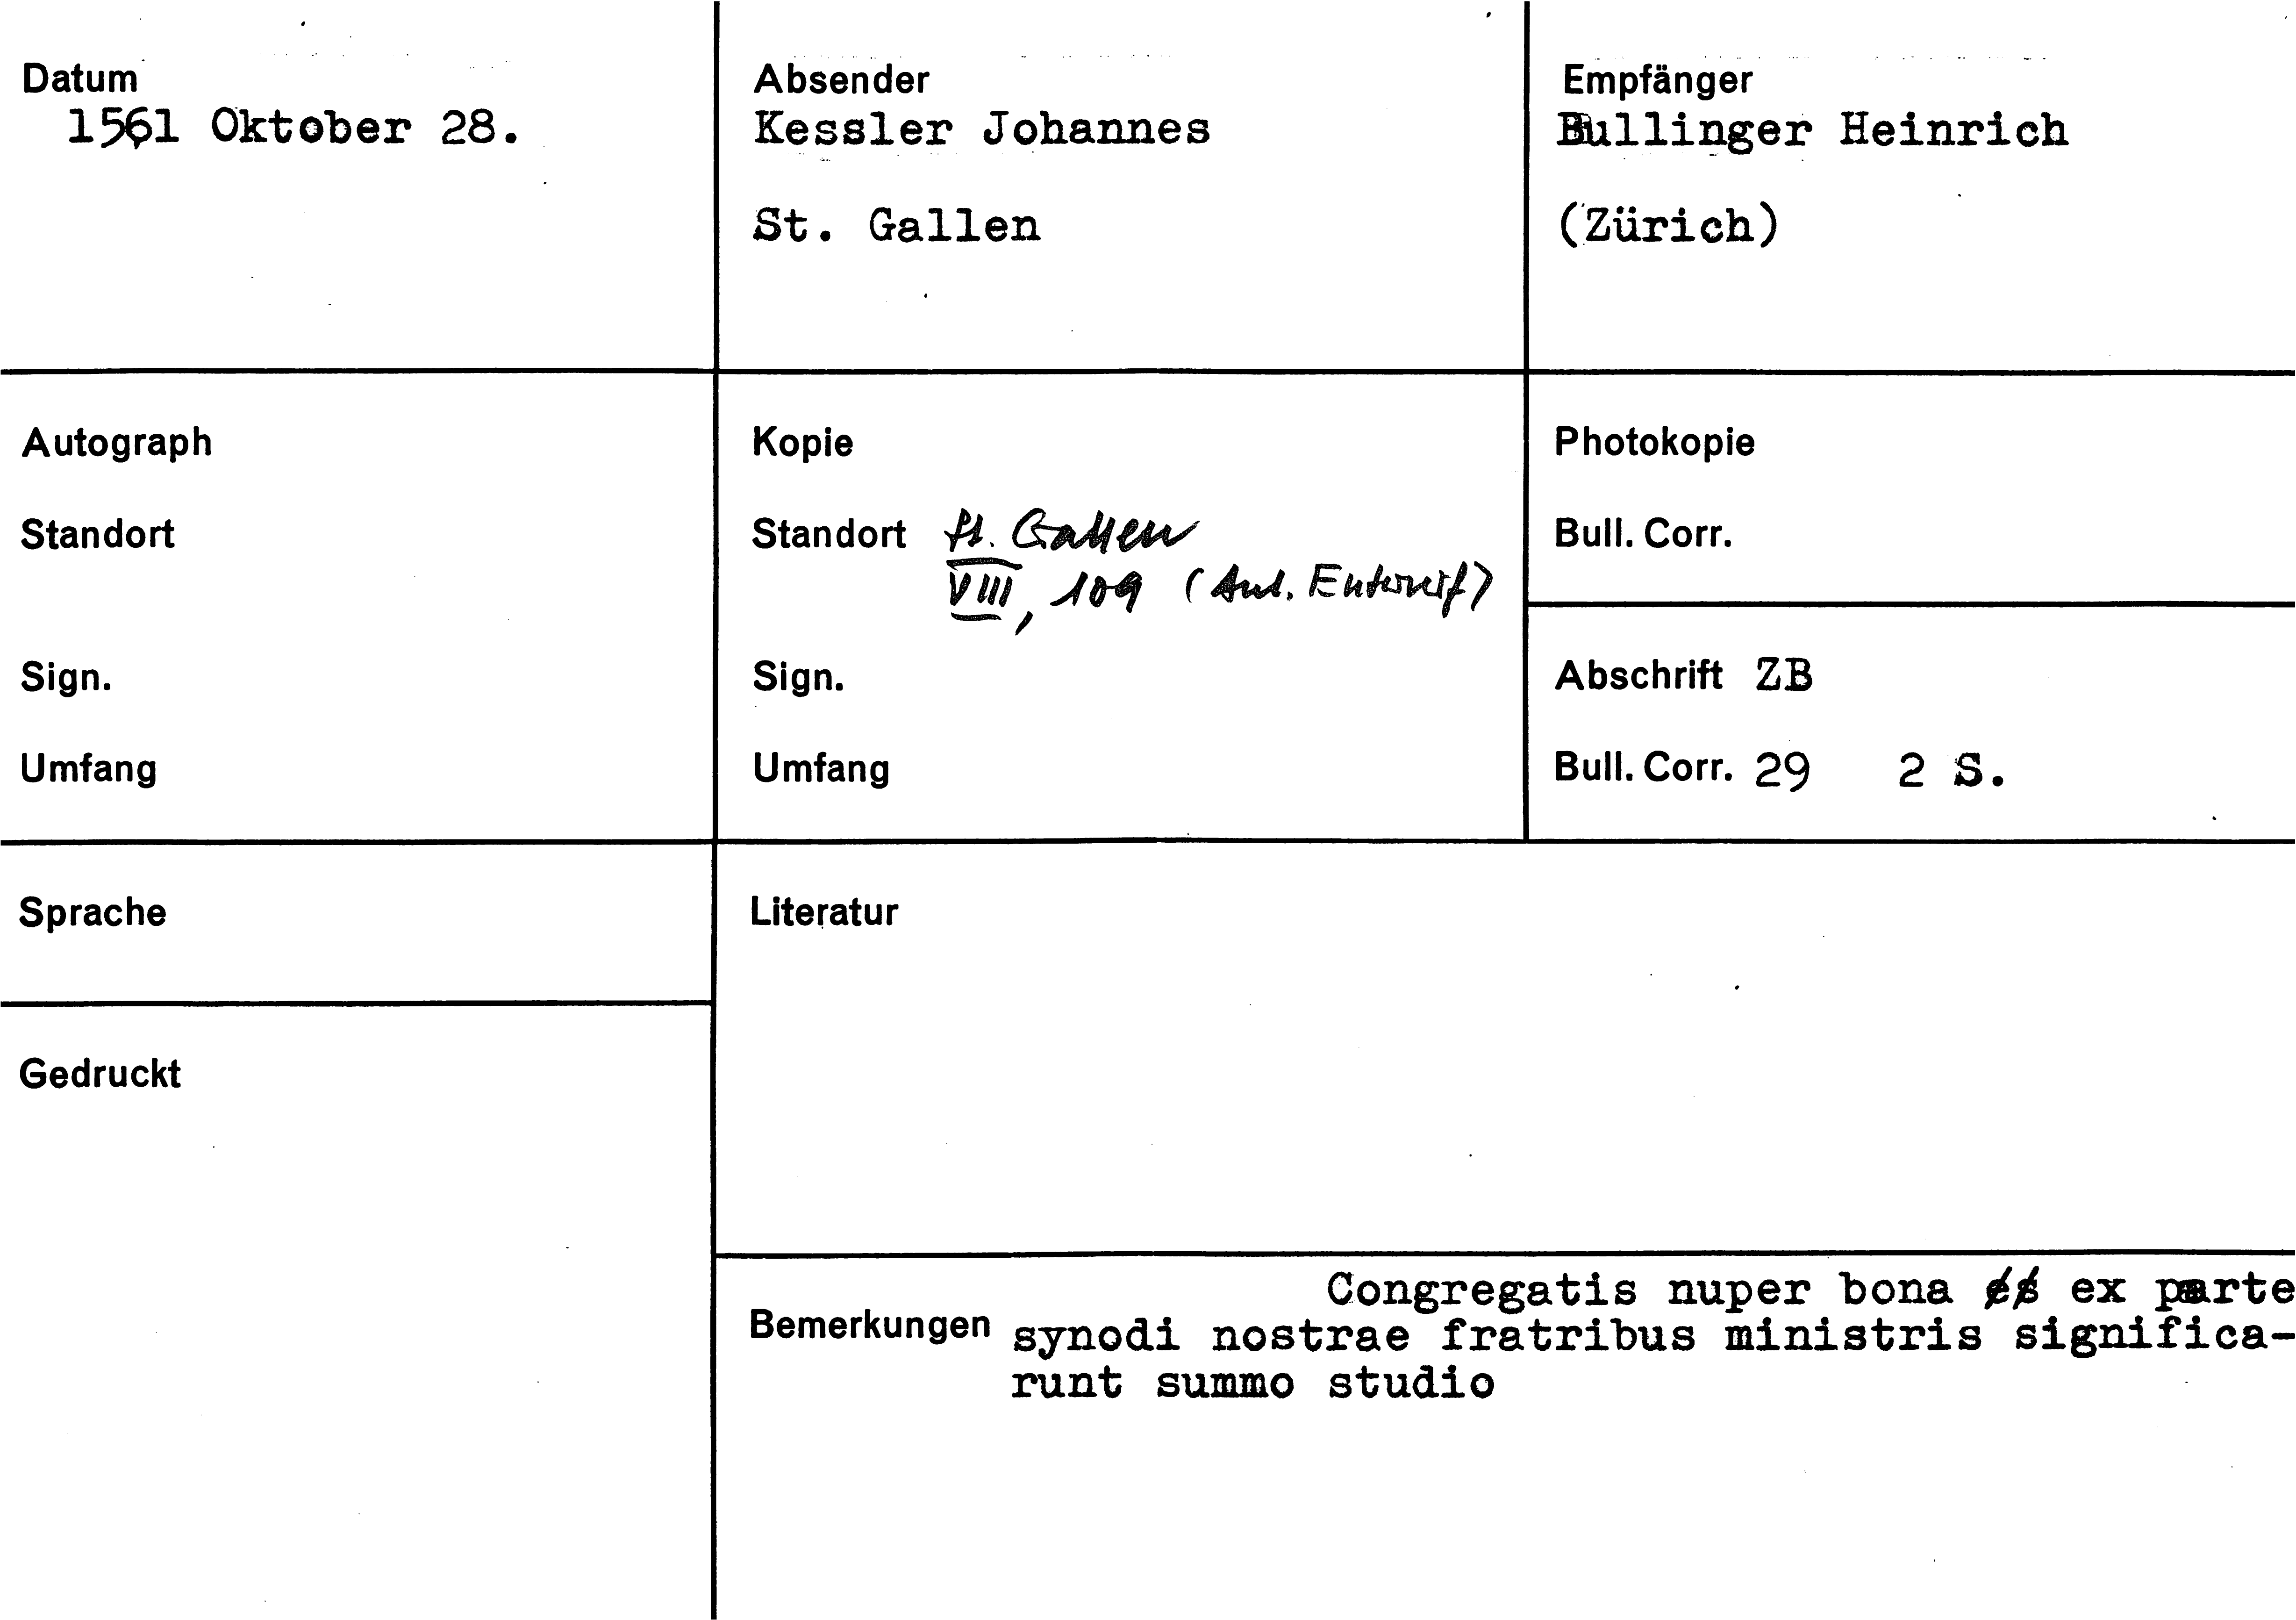 Datum
1561 Oktober 28.
Absender
Kessler Johannes
St. Gallen
Empfänger
Bullinger Heinrich
(Zürich)
Autograph
Standort
Sign.
Umfang
Kopie
Standort St. Gallen
VIII, 109 (Aut. Entwurf)
Sign.
Umfang
Photokopie
Bull. Corr.
Abschrift ZB
Bull. Corr. 29 2 S.
Sprache
Literatur
Gedruckt
Bemerkungen
Congregatis nuper bona ex parte
synodi nostrae fratribus ministris significa-
runt summo studio